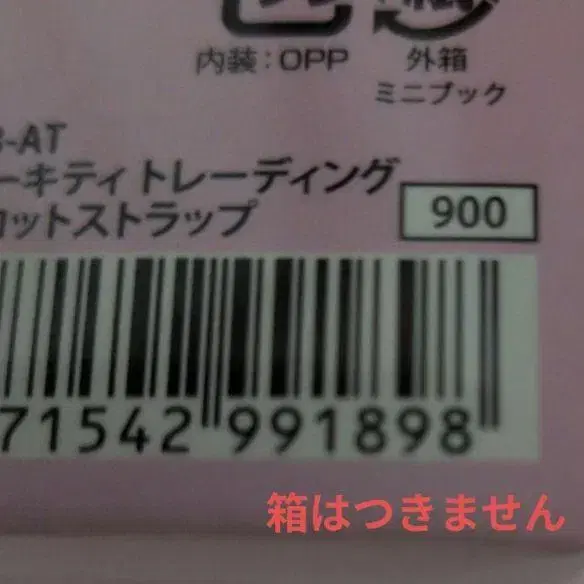 内装:OPP
外箱
ミニブック
-AT
ーキティトレーディング
カットストラップ
900
71542 991898
箱はつきません